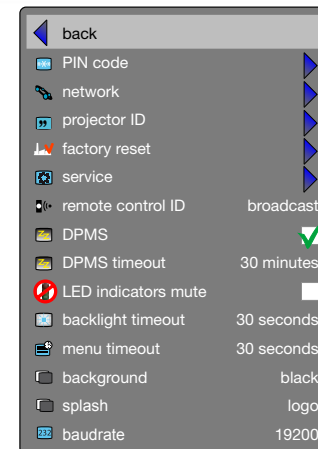 back
PIN code
network
projector ID
factory reset
service
remote control ID broadcast
DPMS
DPMS timeout 30 minutes
LED indicators mute
backlight timeout 30 seconds
menu timeout 30 seconds
background black
splash logo
232 baudrate 19200